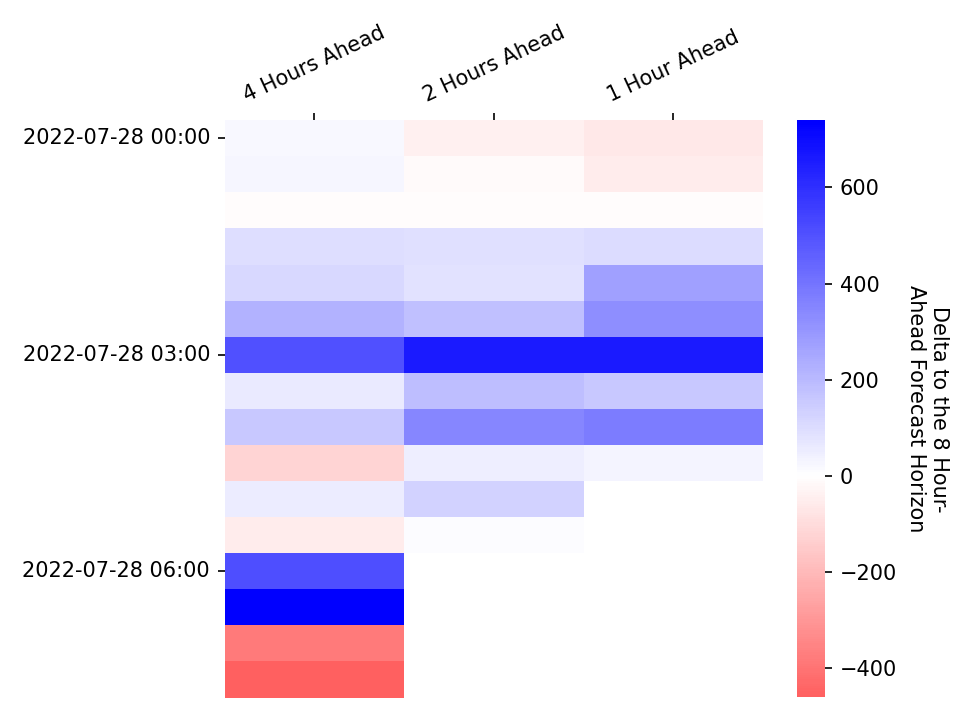 4 Hours Ahead
2 Hours Ahead
1 Hour Ahead
2022-07-28 00:00
2022-07-28 03:00
2022-07-28 06:00
600
400
200
0
−200
−400
Delta to the 8 Hour-
Ahead Forecast Horizon